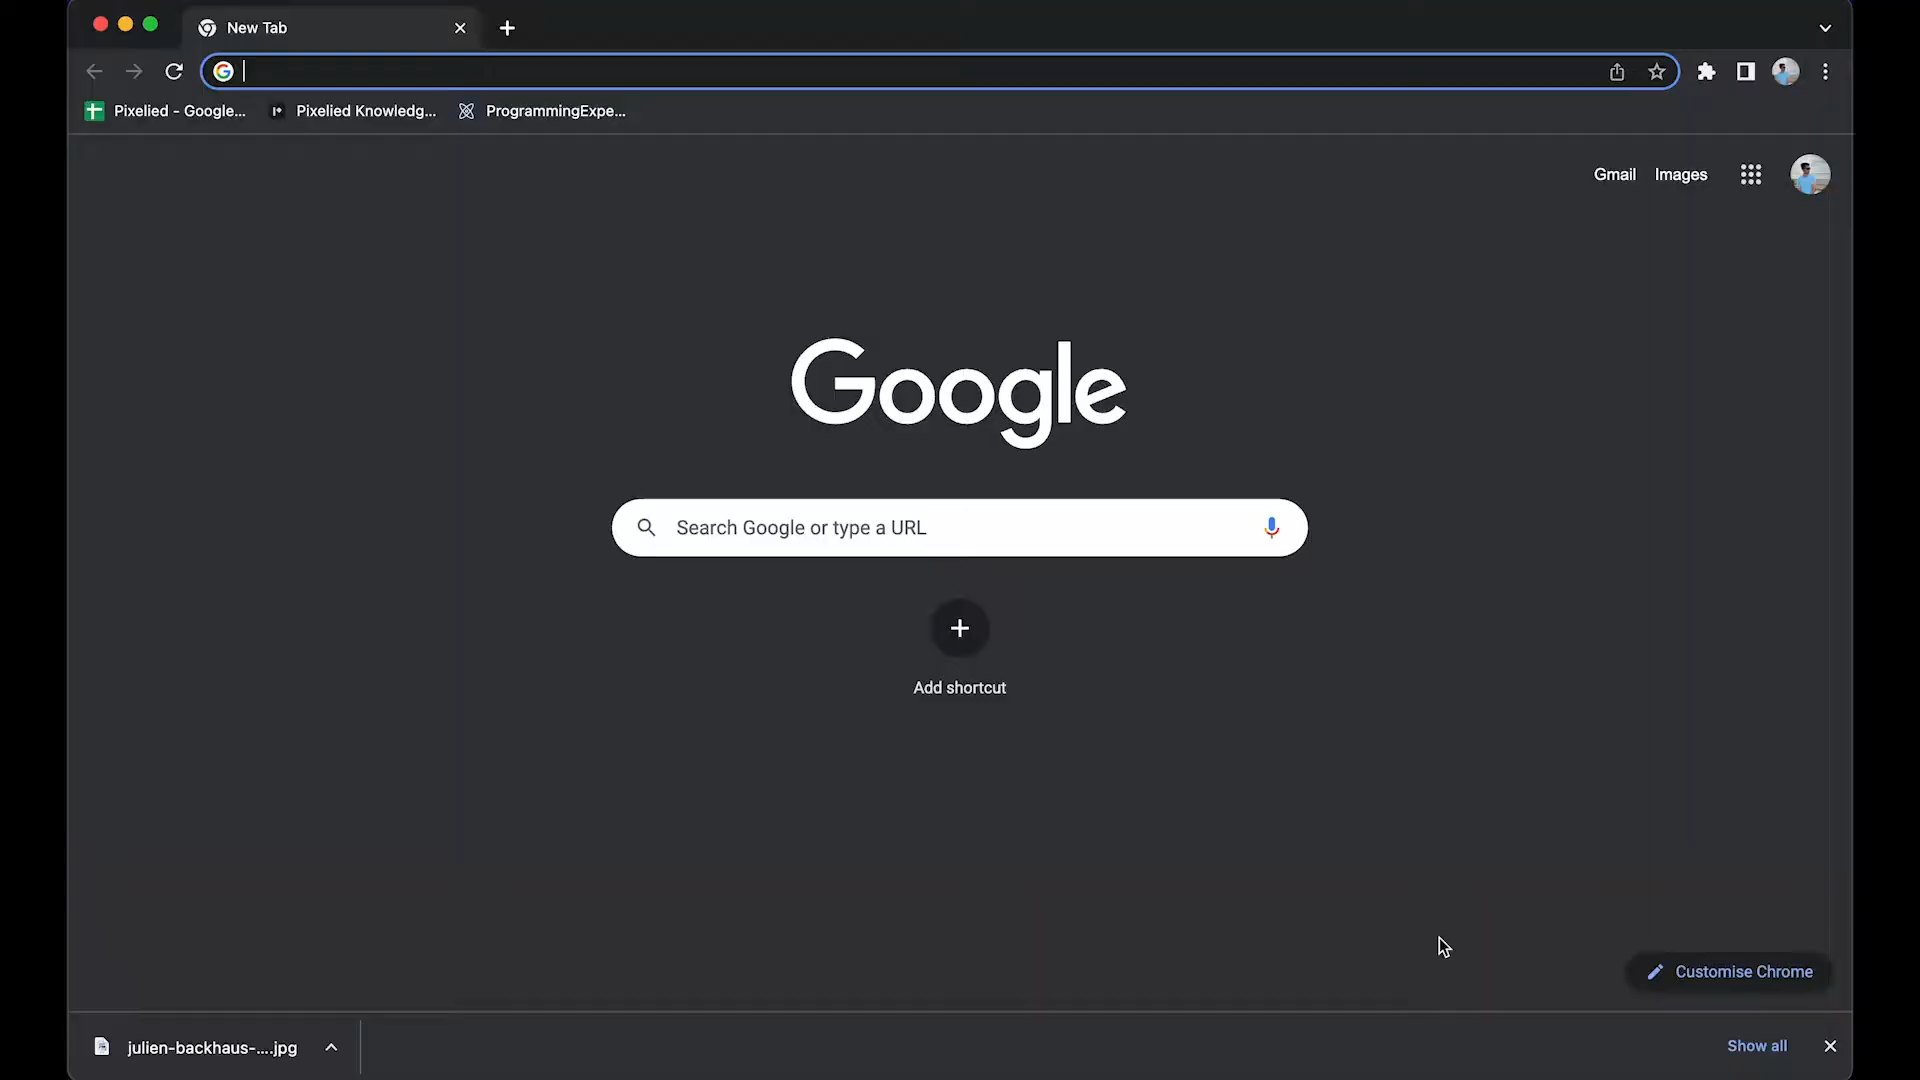 New Tab
Pixelied - Google...
Pixelied Knowledg...
ProgrammingExpe...
Gmail
Images
Google
Search Google or type a URL
Add shortcut
Customise Chrome
julien-backhaus-....jpg
Show all